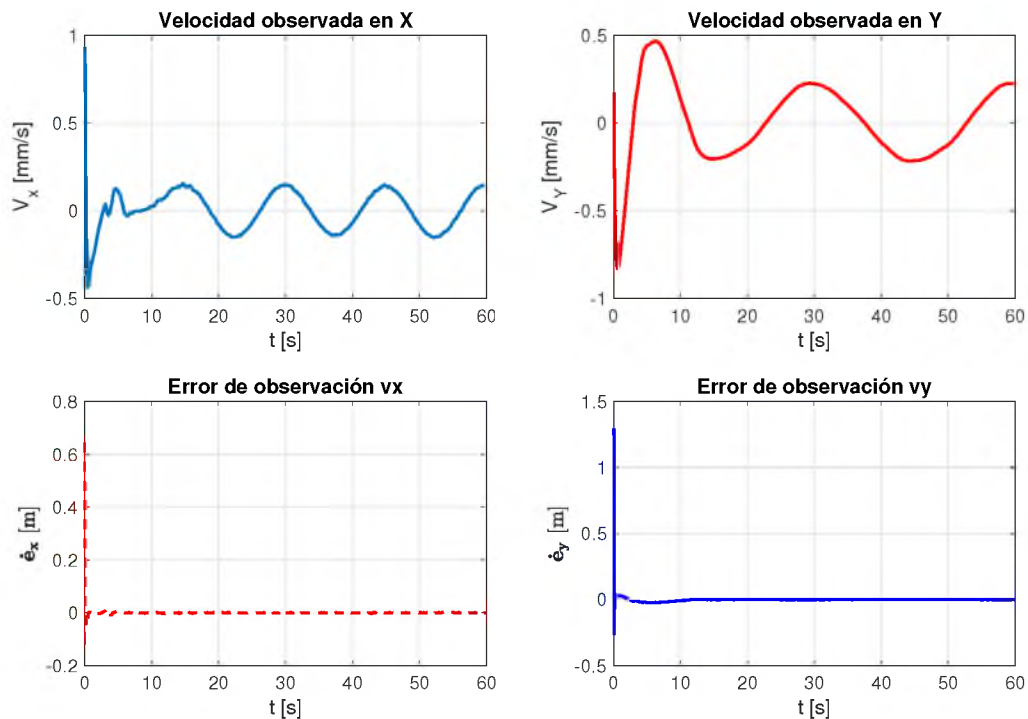 Velocidad observada en X
1
0.5
0
-0.5
V_X [mm/s]
0 10 20 30 40 50 60
t [s]
Velocidad observada en Y
1
0.5
0
-0.5
-1
V_Y [mm/s]
0 10 20 30 40 50 60
t [s]
Error de observación vx
0.8
0.6
0.4
0.2
0
-0.2
ė_x [m]
0 10 20 30 40 50 60
t [s]
Error de observación vy
1.5
1
0.5
0
-0.5
ė_y [m]
0 10 20 30 40 50 60
t [s]